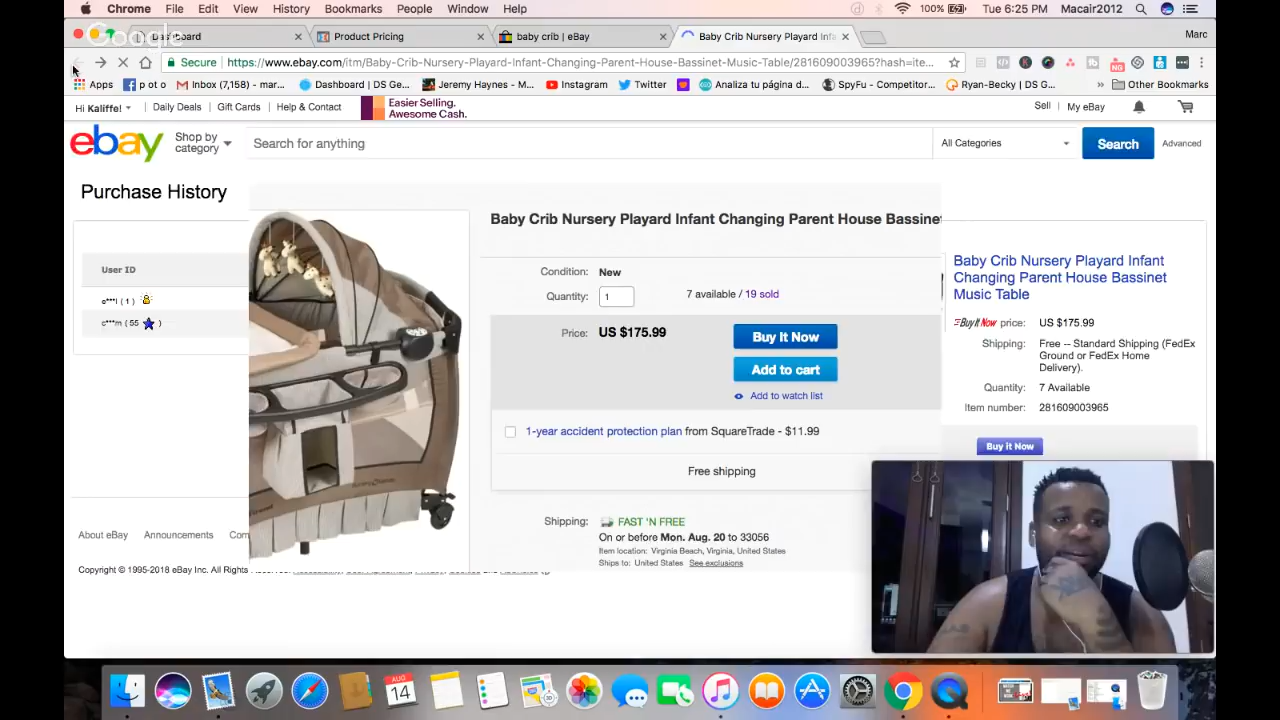 Chrome File Edit View History Bookmarks People Window Help
100% Tue 6:25 PM Macair2012
Google
Dashboard
Product Pricing
baby crib | eBay
Baby Crib Nursery Playard Infa
Marc
Secure https://www.ebay.com/itm/Baby-Crib-Nursery-Playard-Infant-Changing-Parent-House-Bassinet-Music-Table/281609003965?hash=ite...
Apps
p o t o
Inbox (7,158) - mar...
Dashboard | DS Ge...
Jeremy Haynes - M...
Instagram
Twitter
Analiza tu página d...
SpyFu - Competitor...
Ryan-Becky | DS G...
Other Bookmarks
Hi Kaliffe!
Daily Deals
Gift Cards
Help & Contact
Easier Selling.
Awesome Cash.
Sell
My eBay
ebay
Shop by
category
Search for anything
All Categories
Search
Advanced
Purchase History
User ID
c***m ( 55 )
Baby Crib Nursery Playard Infant Changing Parent House Bassinet
Condition: New
Quantity: 1
7 available / 19 sold
Price: US $175.99
Buy It Now
Add to cart
Add to watch list
1-year accident protection plan from SquareTrade - $11.99
Free shipping
Shipping: FAST 'N FREE
On or before Mon. Aug. 20 to 33056
Item location: Virginia Beach, Virginia, United States
Ships to: United States See exclusions
Baby Crib Nursery Playard Infant
Changing Parent House Bassinet
Music Table
Buy It Now price: US $175.99
Shipping: Free -- Standard Shipping (FedEx
Ground or FedEx Home
Delivery).
Quantity: 7 Available
Item number: 281609003965
Buy It Now
About eBay
Announcements
Com
Copyright © 1995-2018 eBay Inc. All Rights
AUG
14